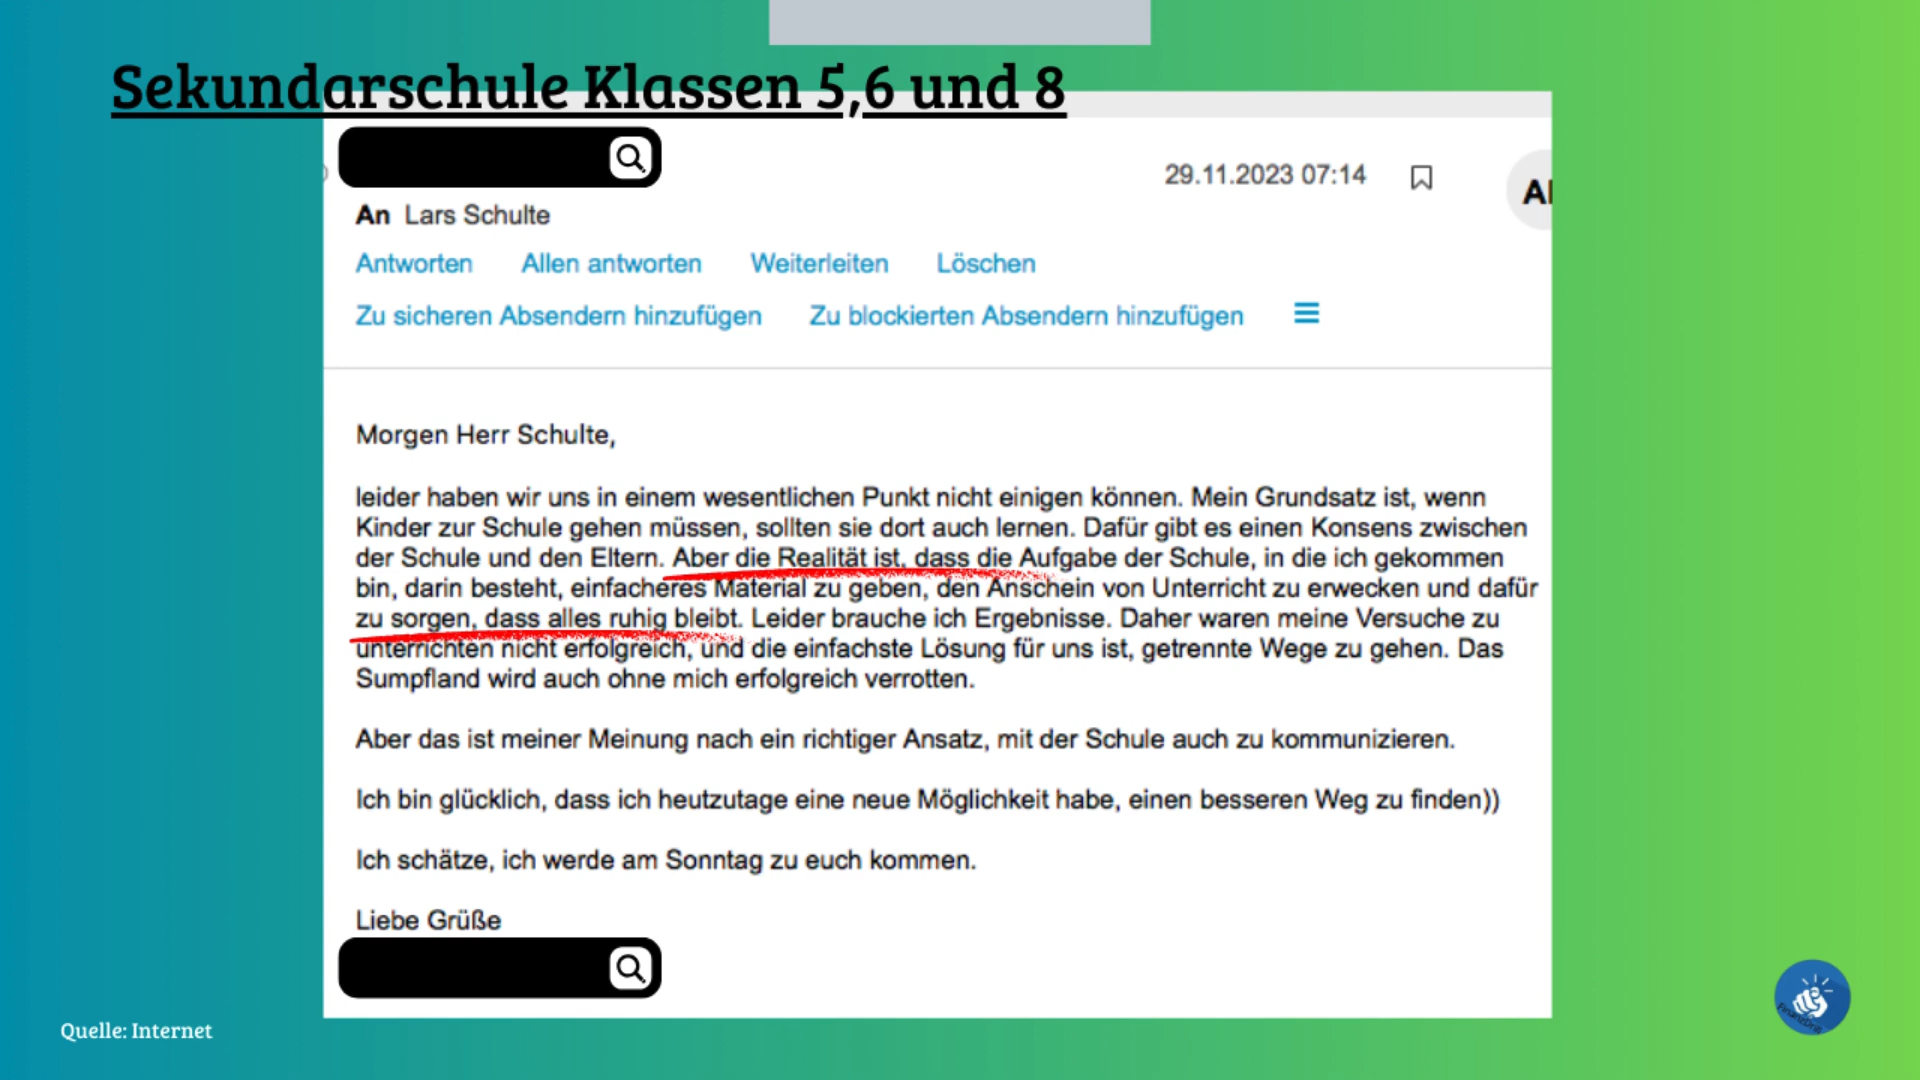 Sekundarschule Klassen 5,6 und 8
29.11.2023 07:14
An Lars Schulte
Antworten Allen antworten Weiterleiten Löschen
Zu sicheren Absendern hinzufügen Zu blockierten Absendern hinzufügen
Morgen Herr Schulte,
leider haben wir uns in einem wesentlichen Punkt nicht einigen können. Mein Grundsatz ist, wenn
Kinder zur Schule gehen müssen, sollten sie dort auch lernen. Dafür gibt es einen Konsens zwischen
der Schule und den Eltern. Aber die Realität ist, dass die Aufgabe der Schule, in die ich gekommen
bin, darin besteht, einfacheres Material zu geben, den Anschein von Unterricht zu erwecken und dafür
zu sorgen, dass alles ruhig bleibt. Leider brauche ich Ergebnisse. Daher waren meine Versuche zu
unterrichten nicht erfolgreich, und die einfachste Lösung für uns ist, getrennte Wege zu gehen. Das
Sumpfland wird auch ohne mich erfolgreich verrotten.
Aber das ist meiner Meinung nach ein richtiger Ansatz, mit der Schule auch zu kommunizieren.
Ich bin glücklich, dass ich heutzutage eine neue Möglichkeit habe, einen besseren Weg zu finden))
Ich schätze, ich werde am Sonntag zu euch kommen.
Liebe Grüße
Quelle: Internet